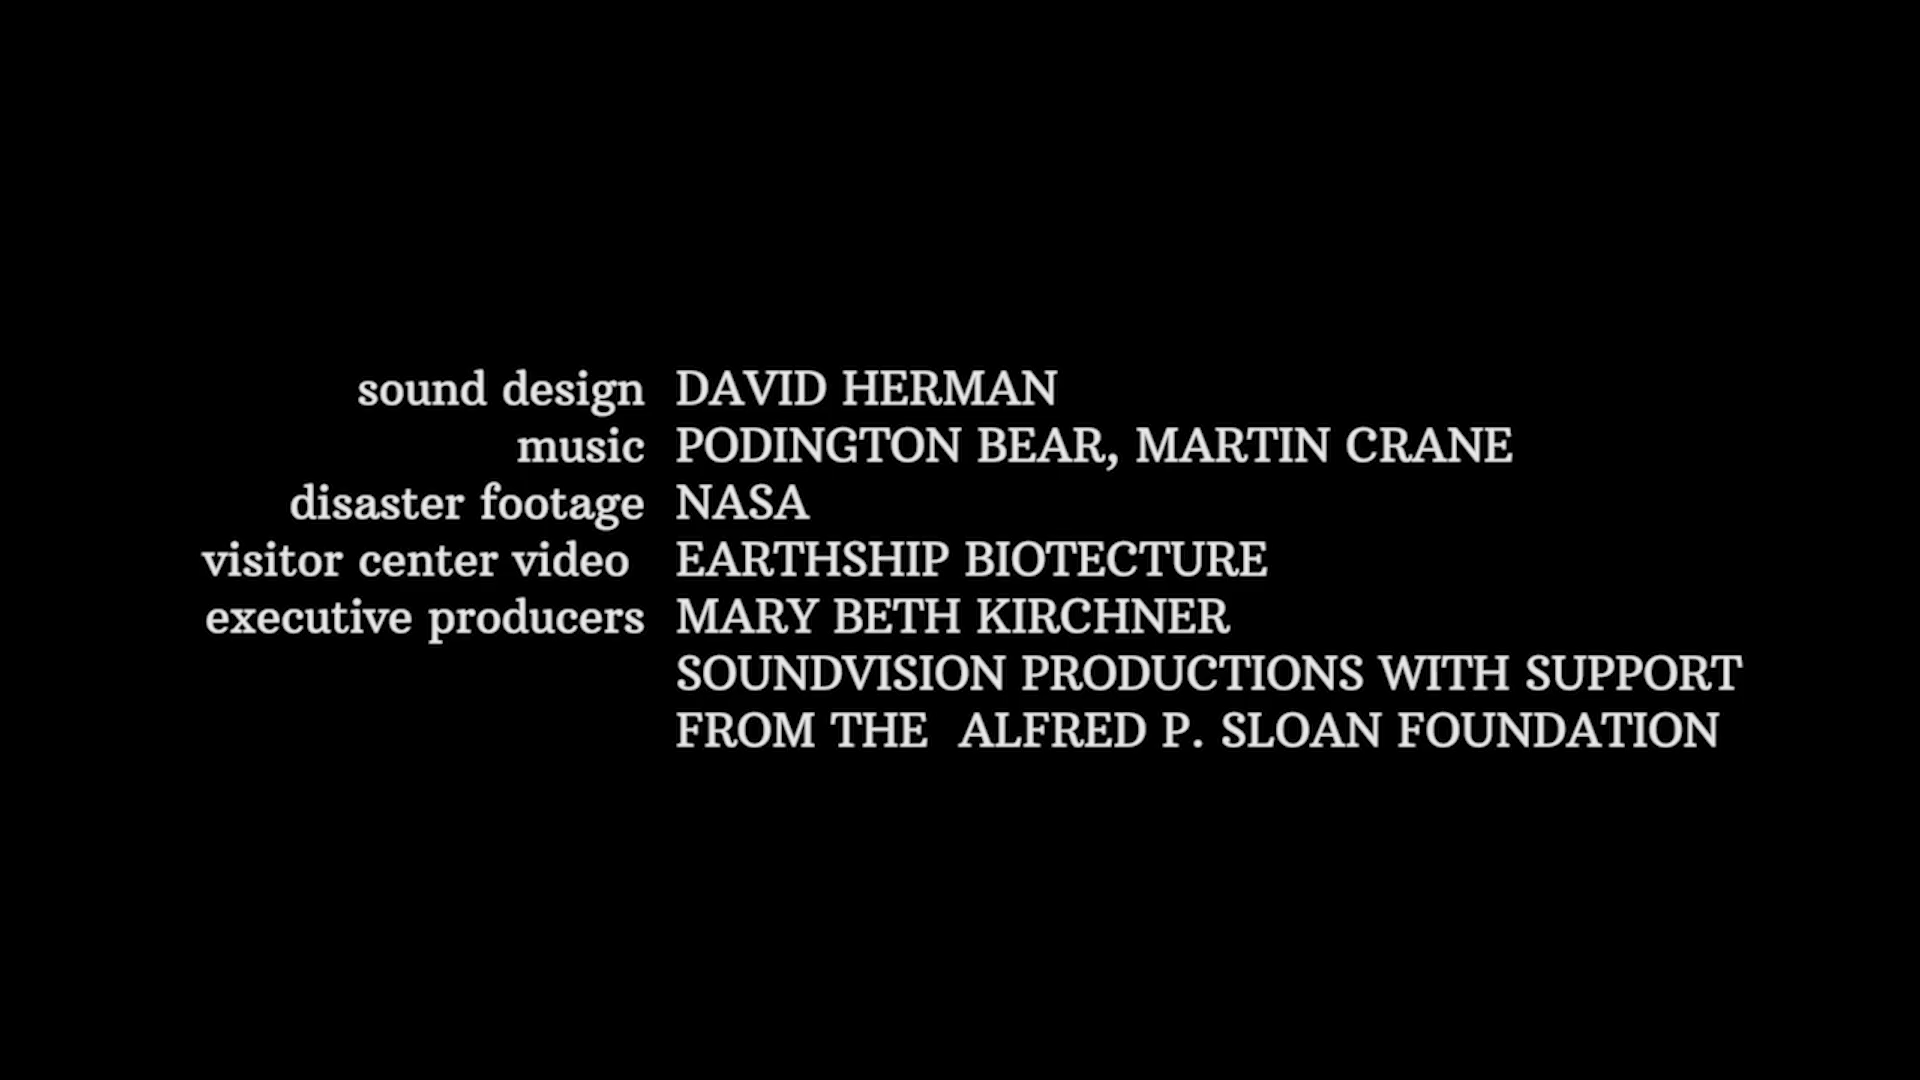 sound design DAVID HERMAN
music PODINGTON BEAR, MARTIN CRANE
disaster footage NASA
visitor center video EARTHSHIP BIOTECTURE
executive producers MARY BETH KIRCHNER
SOUNDVISION PRODUCTIONS WITH SUPPORT
FROM THE ALFRED P. SLOAN FOUNDATION